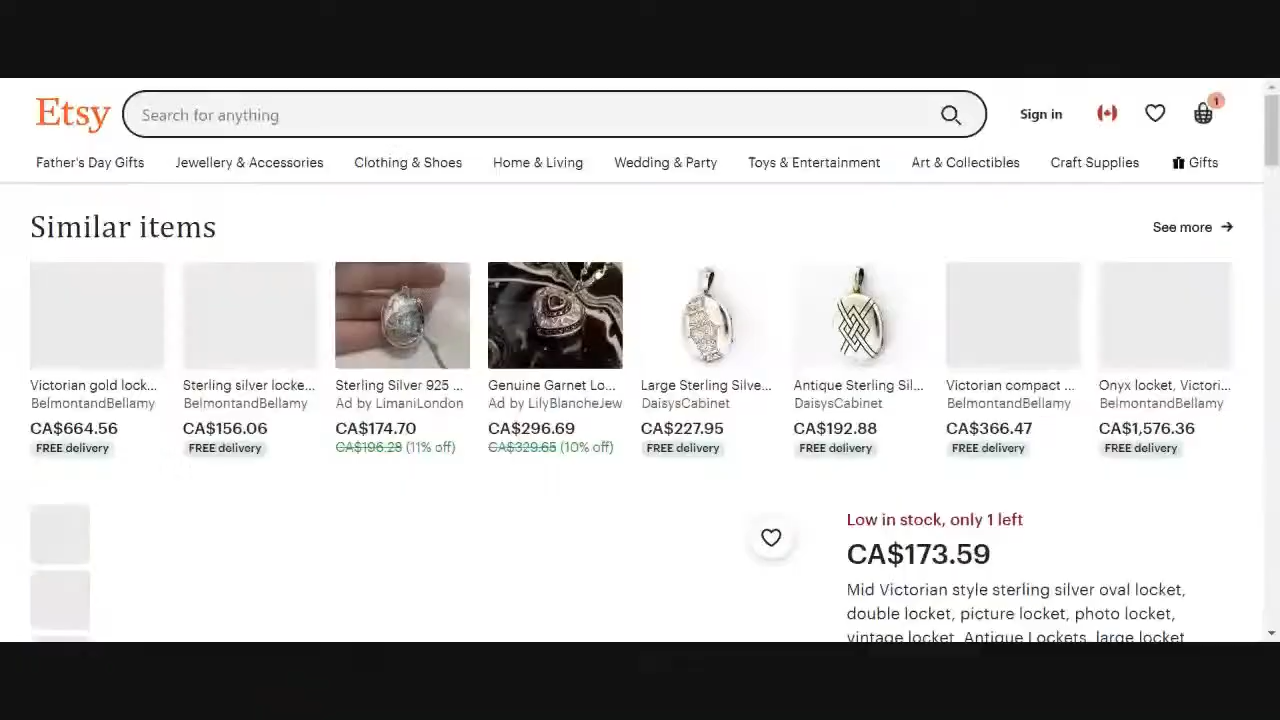 Etsy
Search for anything
Sign in
1
Father's Day Gifts
Jewellery & Accessories
Clothing & Shoes
Home & Living
Wedding & Party
Toys & Entertainment
Art & Collectibles
Craft Supplies
Gifts
Similar items
See more
Victorian gold lock...
BelmontandBellamy
CA$664.56
FREE delivery
Sterling silver locke...
BelmontandBellamy
CA$156.06
FREE delivery
Sterling Silver 925 ...
Ad by LimaniLondon
CA$174.70
CA$196.28 (11% off)
Genuine Garnet Lo...
Ad by LilyBlancheJew
CA$296.69
CA$329.65 (10% off)
Large Sterling Silve...
DaisysCabinet
CA$227.95
FREE delivery
Antique Sterling Sil...
DaisysCabinet
CA$192.88
FREE delivery
Victorian compact ...
BelmontandBellamy
CA$366.47
FREE delivery
Onyx locket, Victori...
BelmontandBellamy
CA$1,576.36
FREE delivery
Low in stock, only 1 left
CA$173.59
Mid Victorian style sterling silver oval locket,
double locket, picture locket, photo locket,
vintage locket, Antique Lockets, large locket